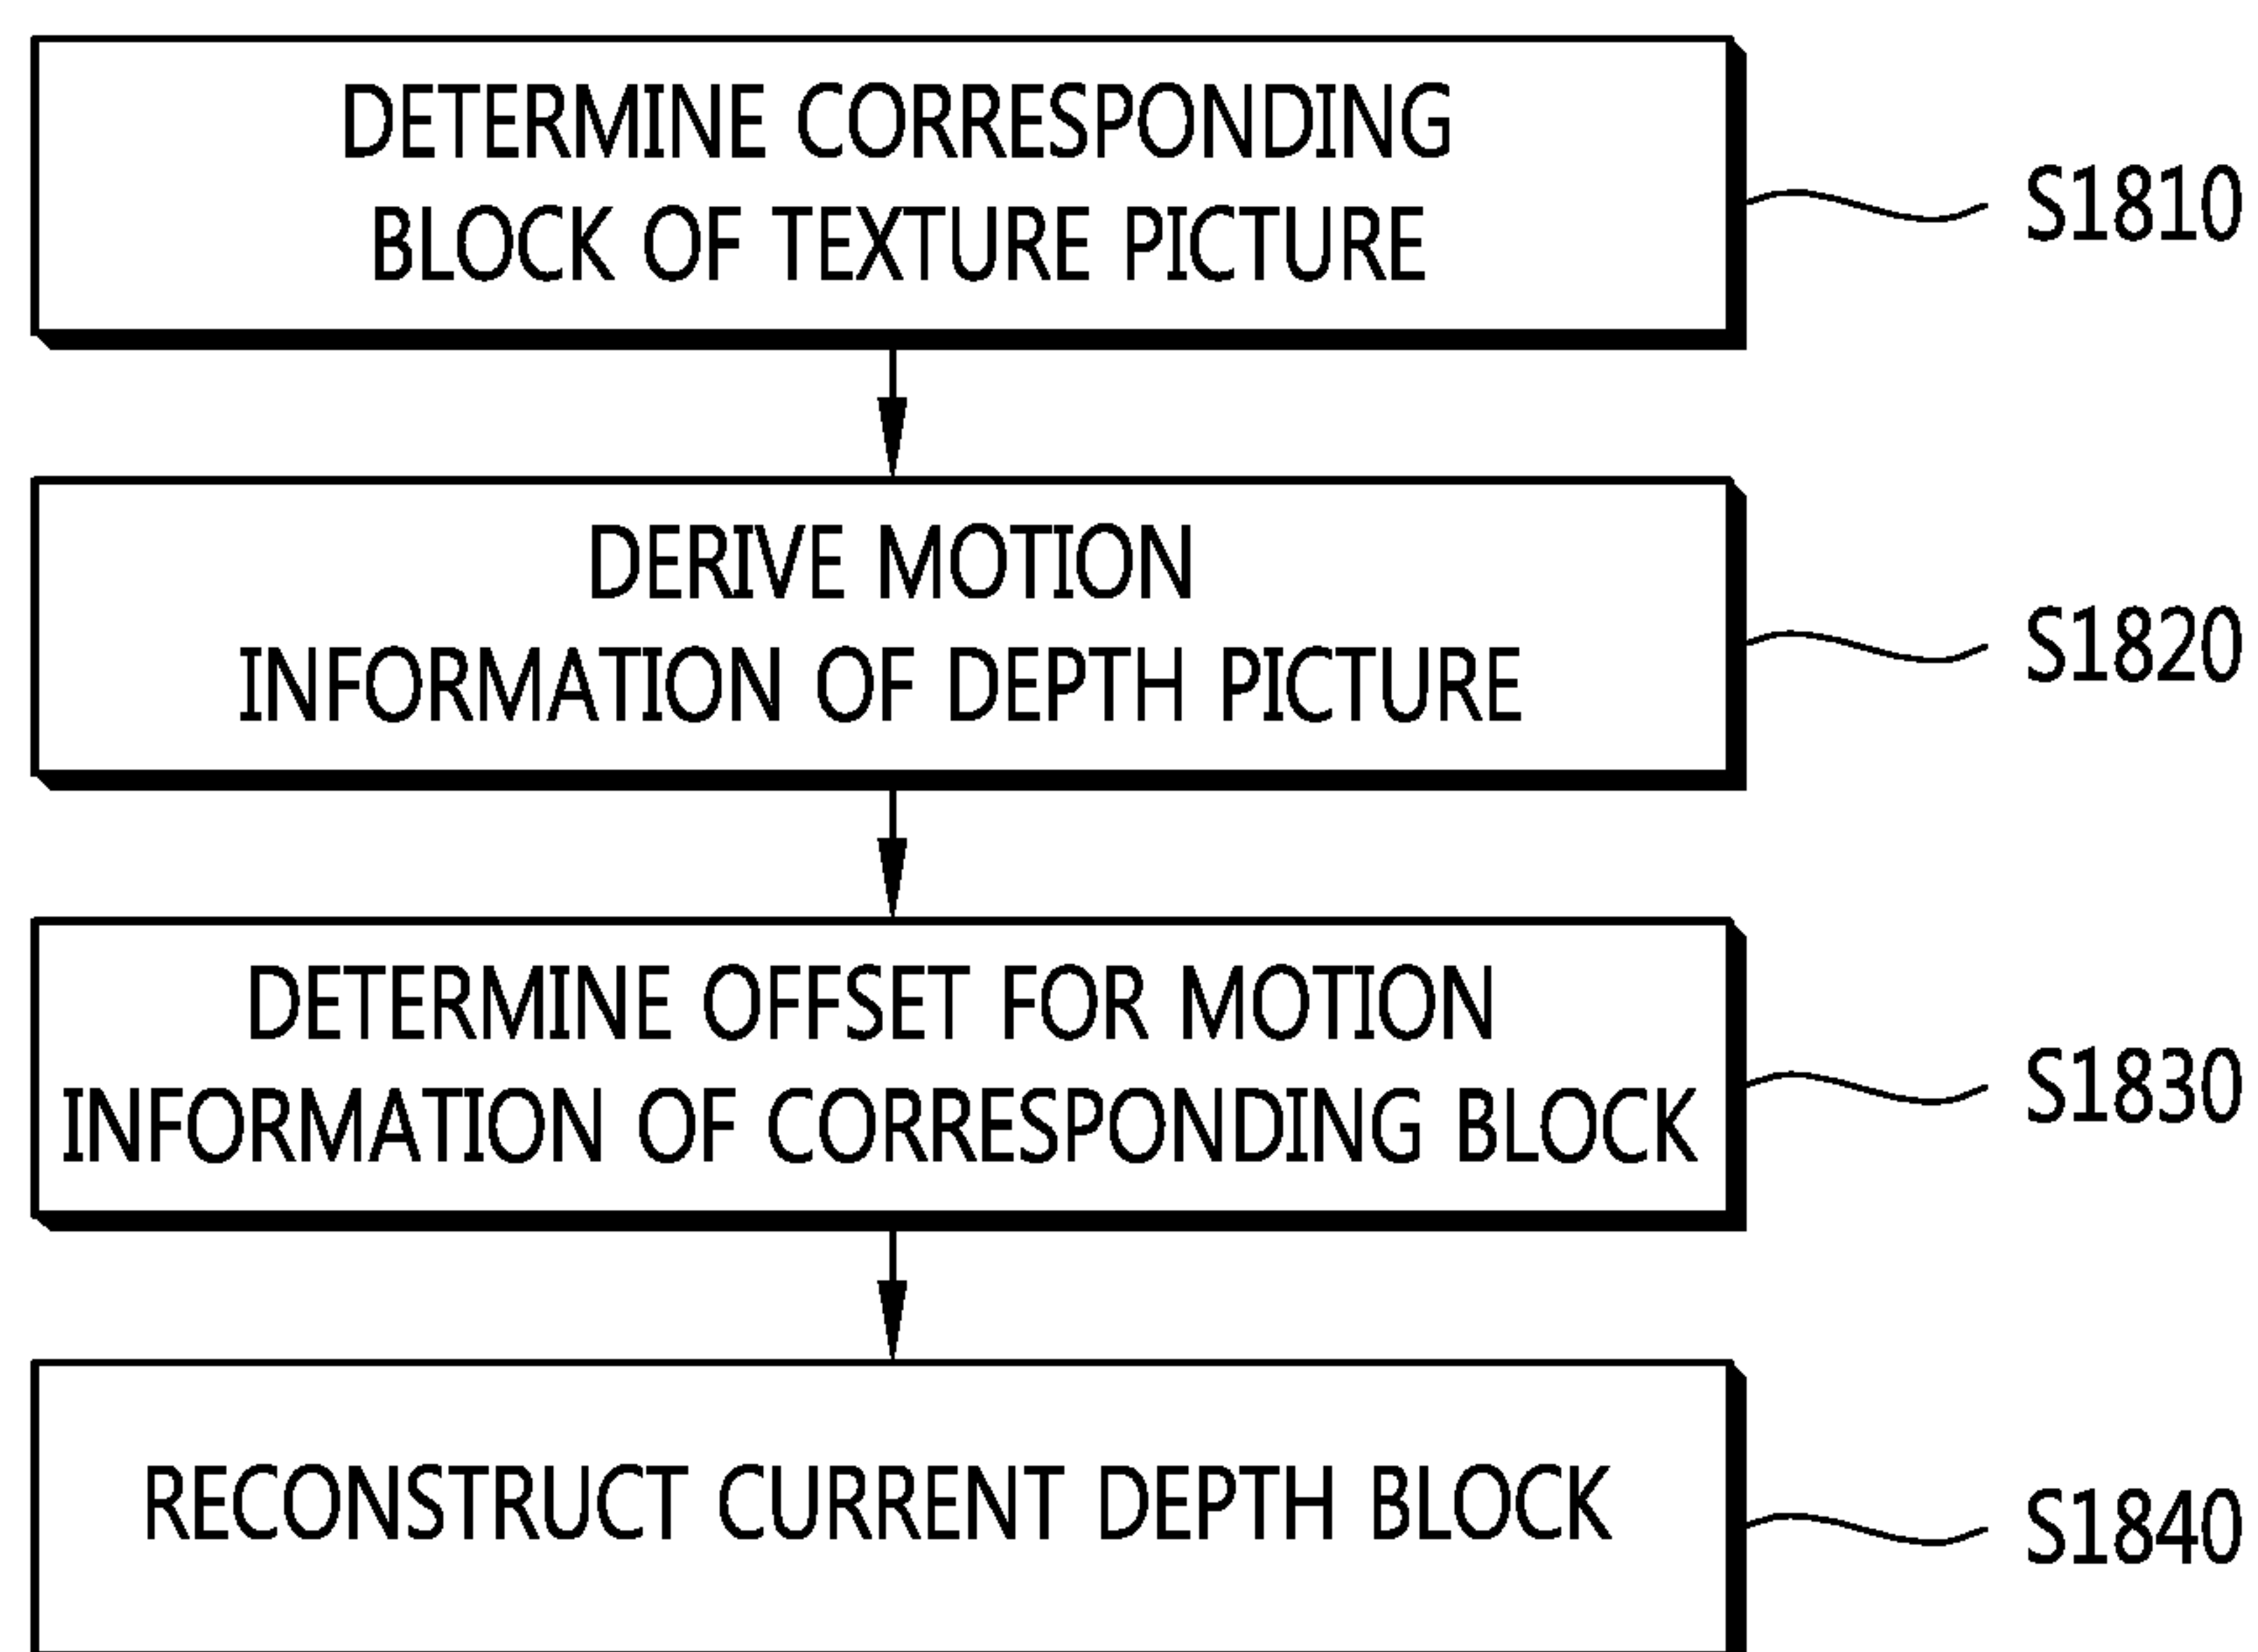 DETERMINE CORRESPONDING
BLOCK OF TEXTURE PICTURE
S1810
DERIVE MOTION
INFORMATION OF DEPTH PICTURE
S1820
DETERMINE OFFSET FOR MOTION
INFORMATION OF CORRESPONDING BLOCK
S1830
RECONSTRUCT CURRENT DEPTH BLOCK
S1840